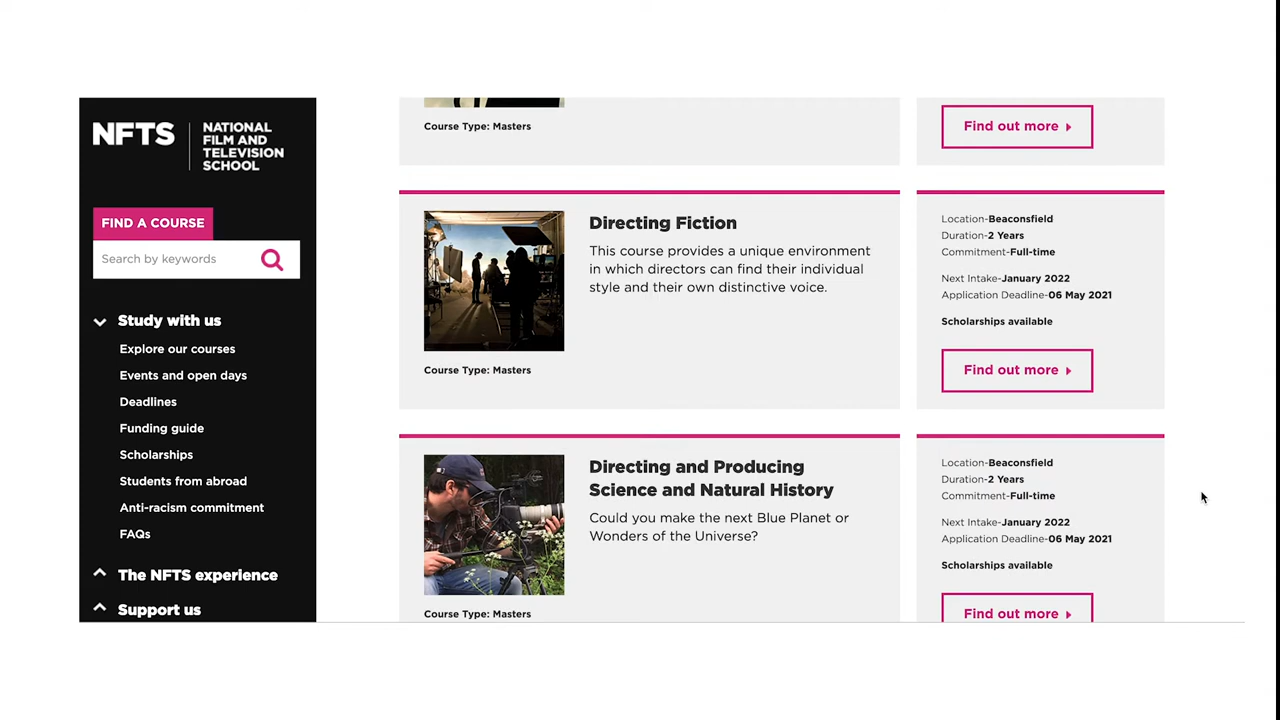 NFTS
NATIONAL
FILM AND
TELEVISION
SCHOOL
FIND A COURSE
Search by keywords
Study with us
Explore our courses
Events and open days
Deadlines
Funding guide
Scholarships
Students from abroad
Anti-racism commitment
FAQs
The NFTS experience
Support us
Course Type: Masters
Find out more
Directing Fiction
This course provides a unique environment
in which directors can find their individual
style and their own distinctive voice.
Course Type: Masters
Location-Beaconsfield
Duration-2 Years
Commitment-Full-time
Next Intake-January 2022
Application Deadline-06 May 2021
Scholarships available
Find out more
Directing and Producing
Science and Natural History
Could you make the next Blue Planet or
Wonders of the Universe?
Course Type: Masters
Location-Beaconsfield
Duration-2 Years
Commitment-Full-time
Next Intake-January 2022
Application Deadline-06 May 2021
Scholarships available
Find out more